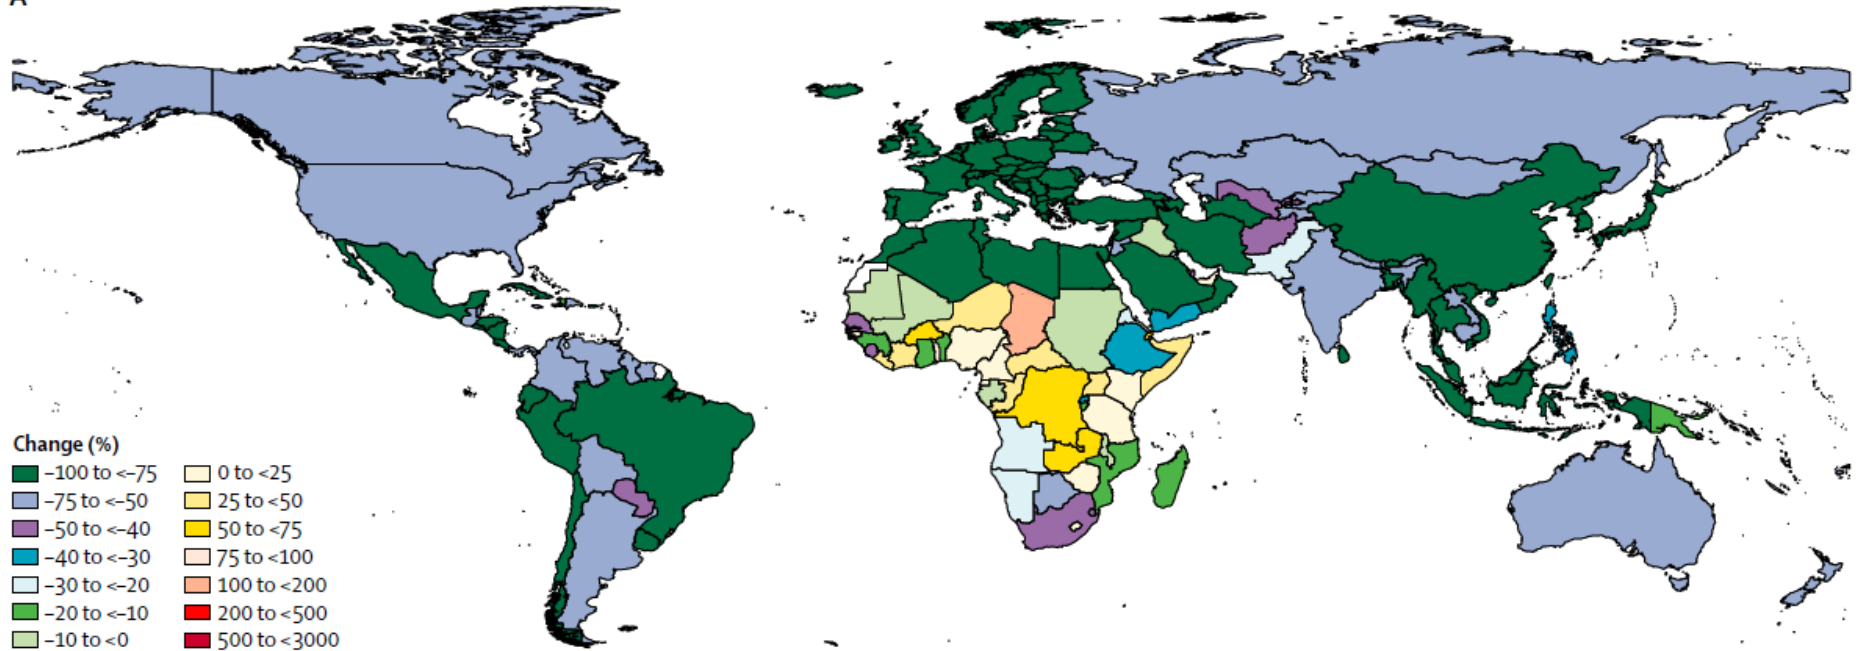 A
Change (%)
–100 to <–75
–75 to <–50
–50 to <–40
–40 to <–30
–30 to <–20
–20 to <–10
–10 to <0
0 to <25
25 to <50
50 to <75
75 to <100
100 to <200
200 to <500
500 to <3000